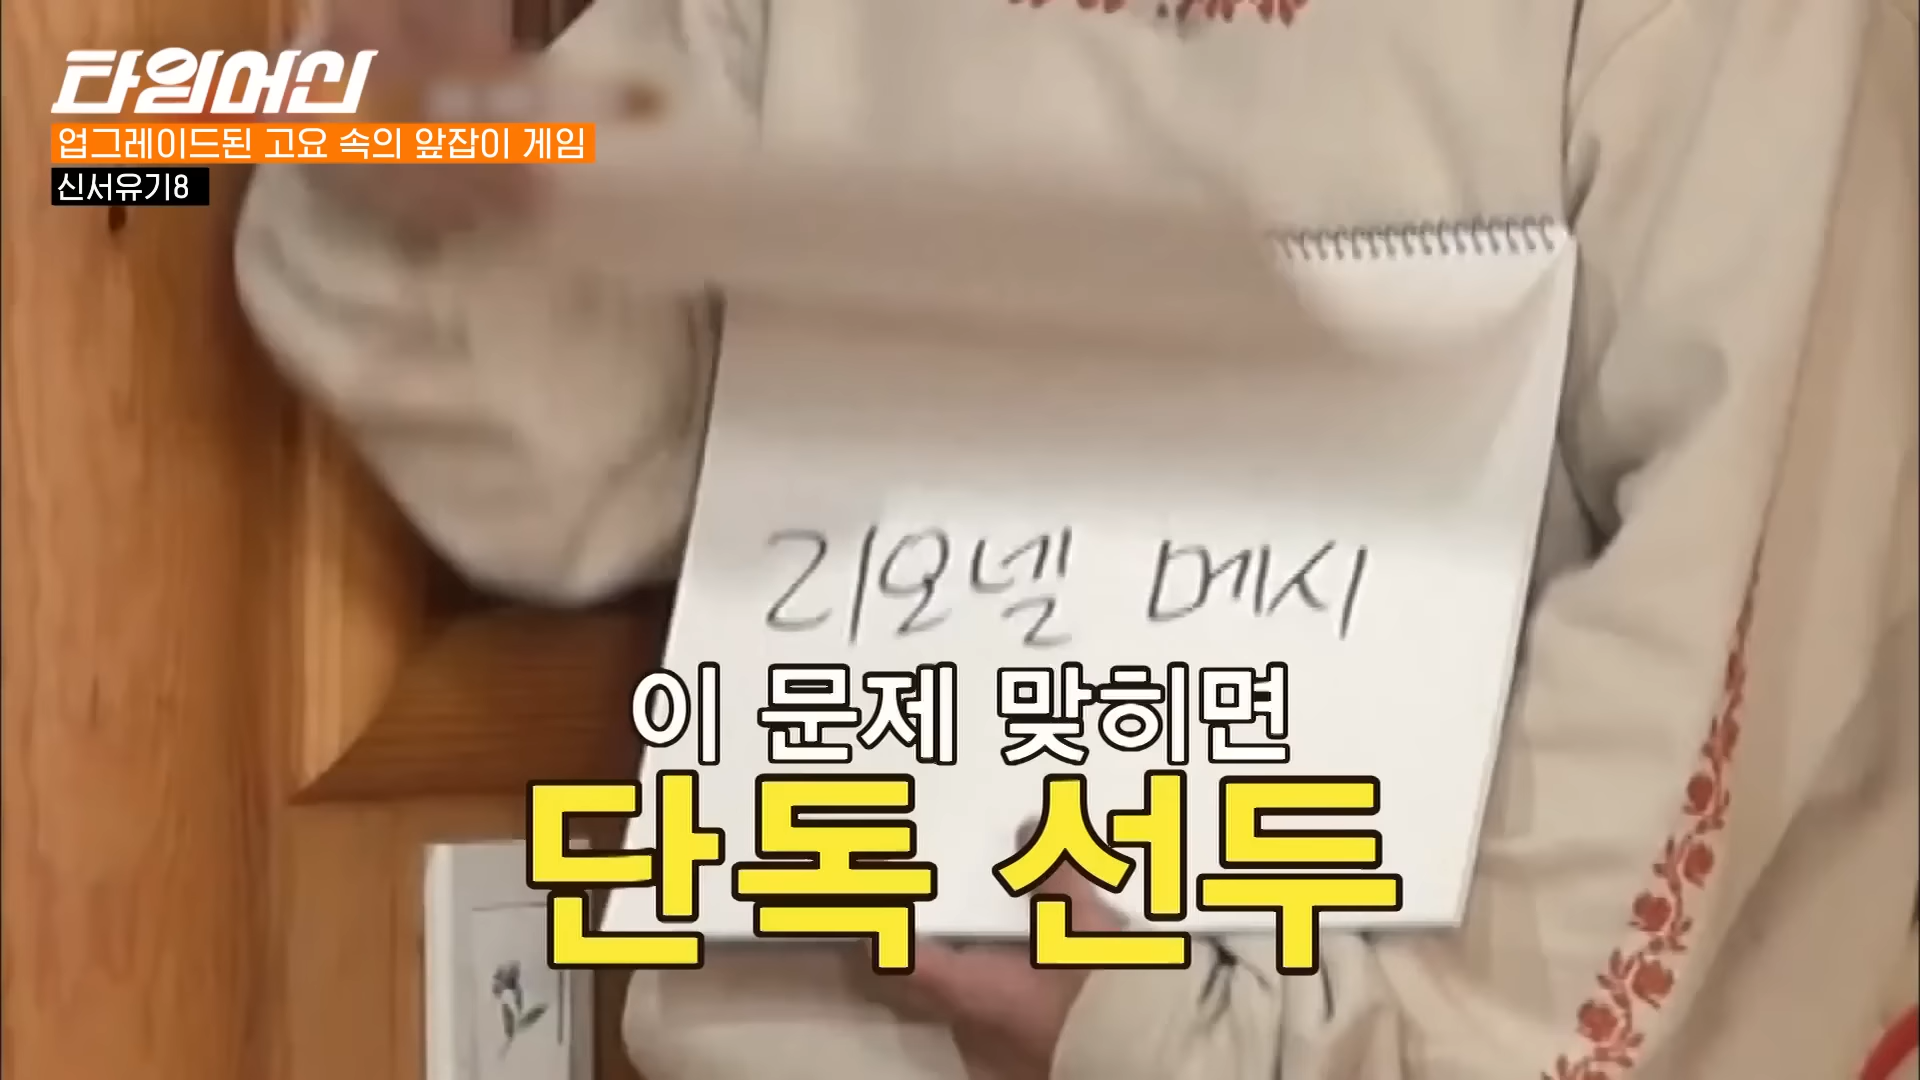 타임머신
업그레이드된 고요 속의 앞잡이 게임
신서유기8
리오넬 메시
이 문제 맞히면
단독 선두